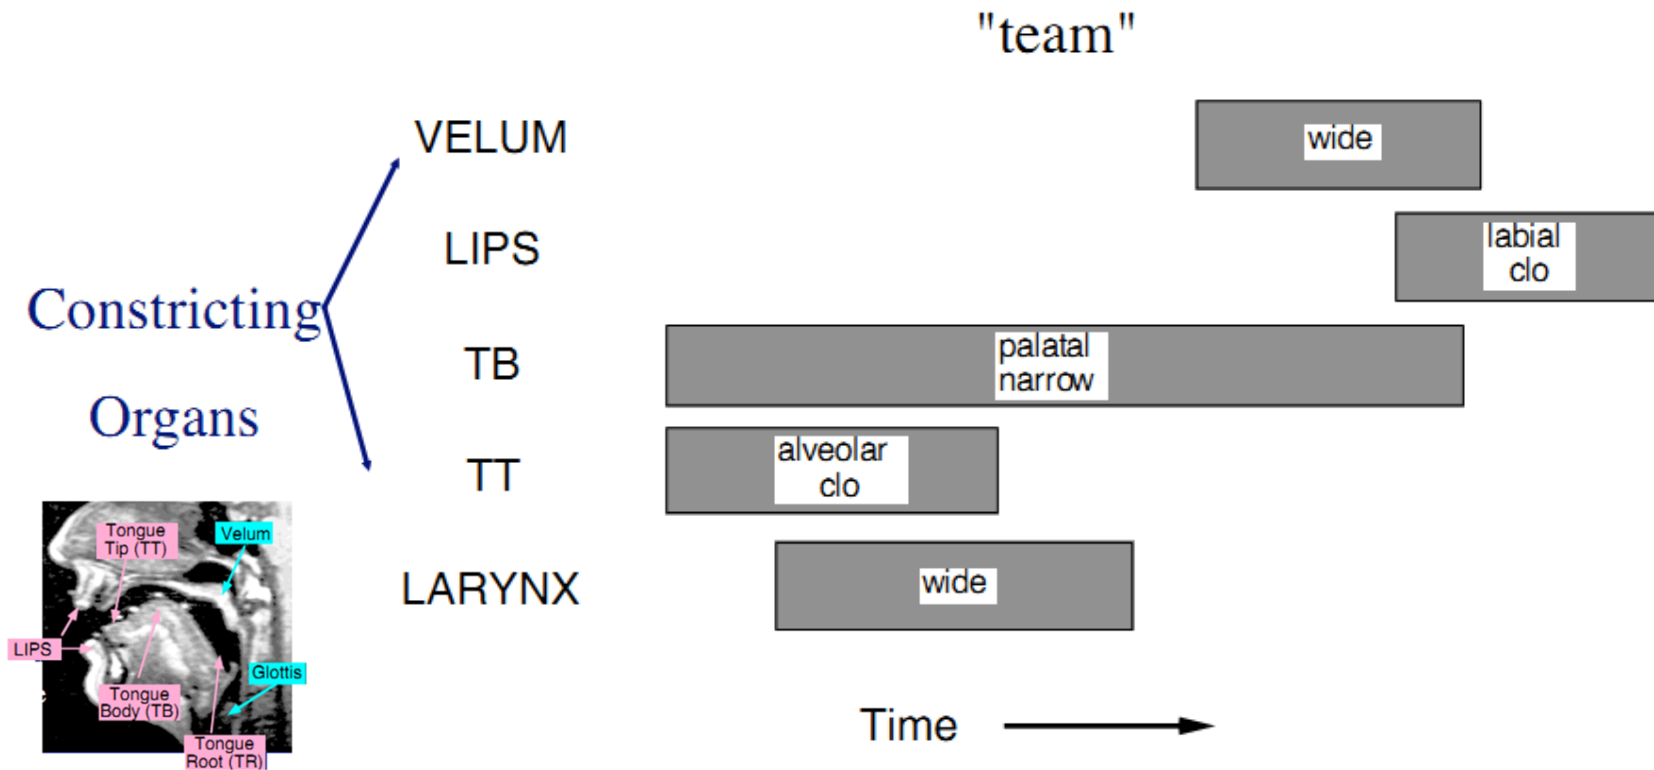 "team"
VELUM
wide
LIPS
labial
clo
Constricting
Organs
TB
palatal
narrow
TT
alveolar
clo
LARYNX
wide
Tongue
Tip (TT)
Velum
LIPS
Glottis
Tongue
Body (TB)
Tongue
Root (TR)
Time